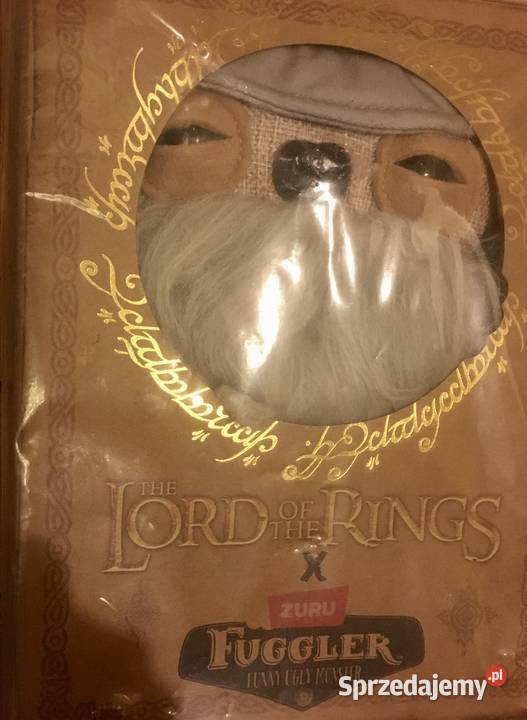 THE
LORD OF THE RINGS
X
ZURU
FUGGLER
FUNNY UGLY MONSTER
Sprzedajemy.pl